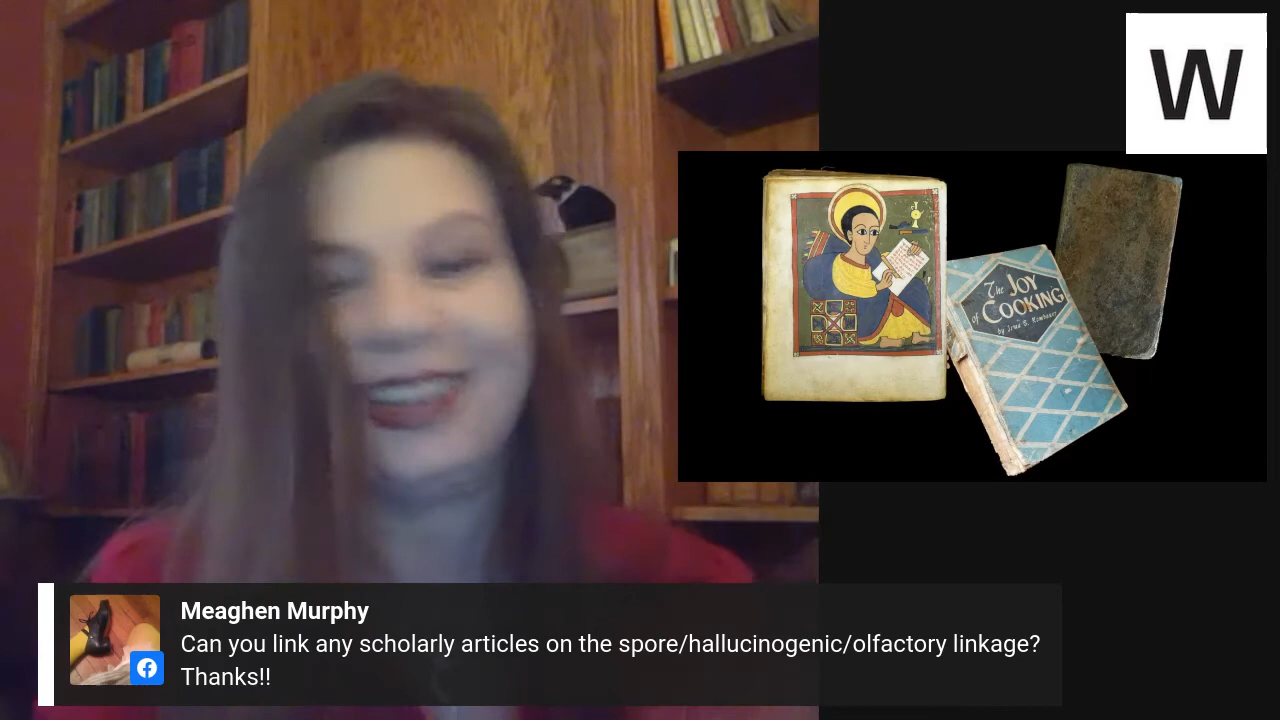 W
The JOY
of COOKING
by Irma S. Rombauer
Meaghen Murphy
Can you link any scholarly articles on the spore/hallucinogenic/olfactory linkage?
Thanks!!